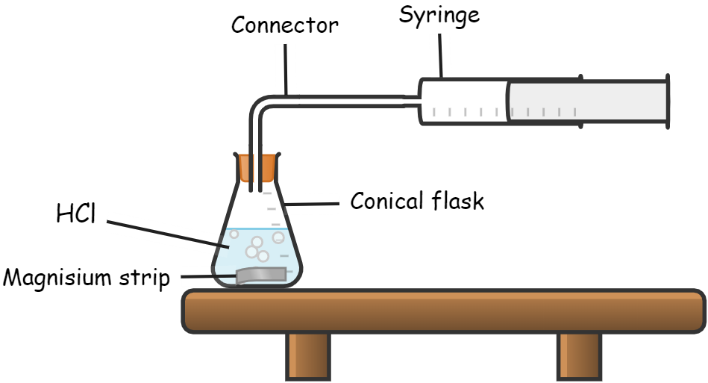 Syringe
Connector
Conical flask
HCl
Magnisium strip